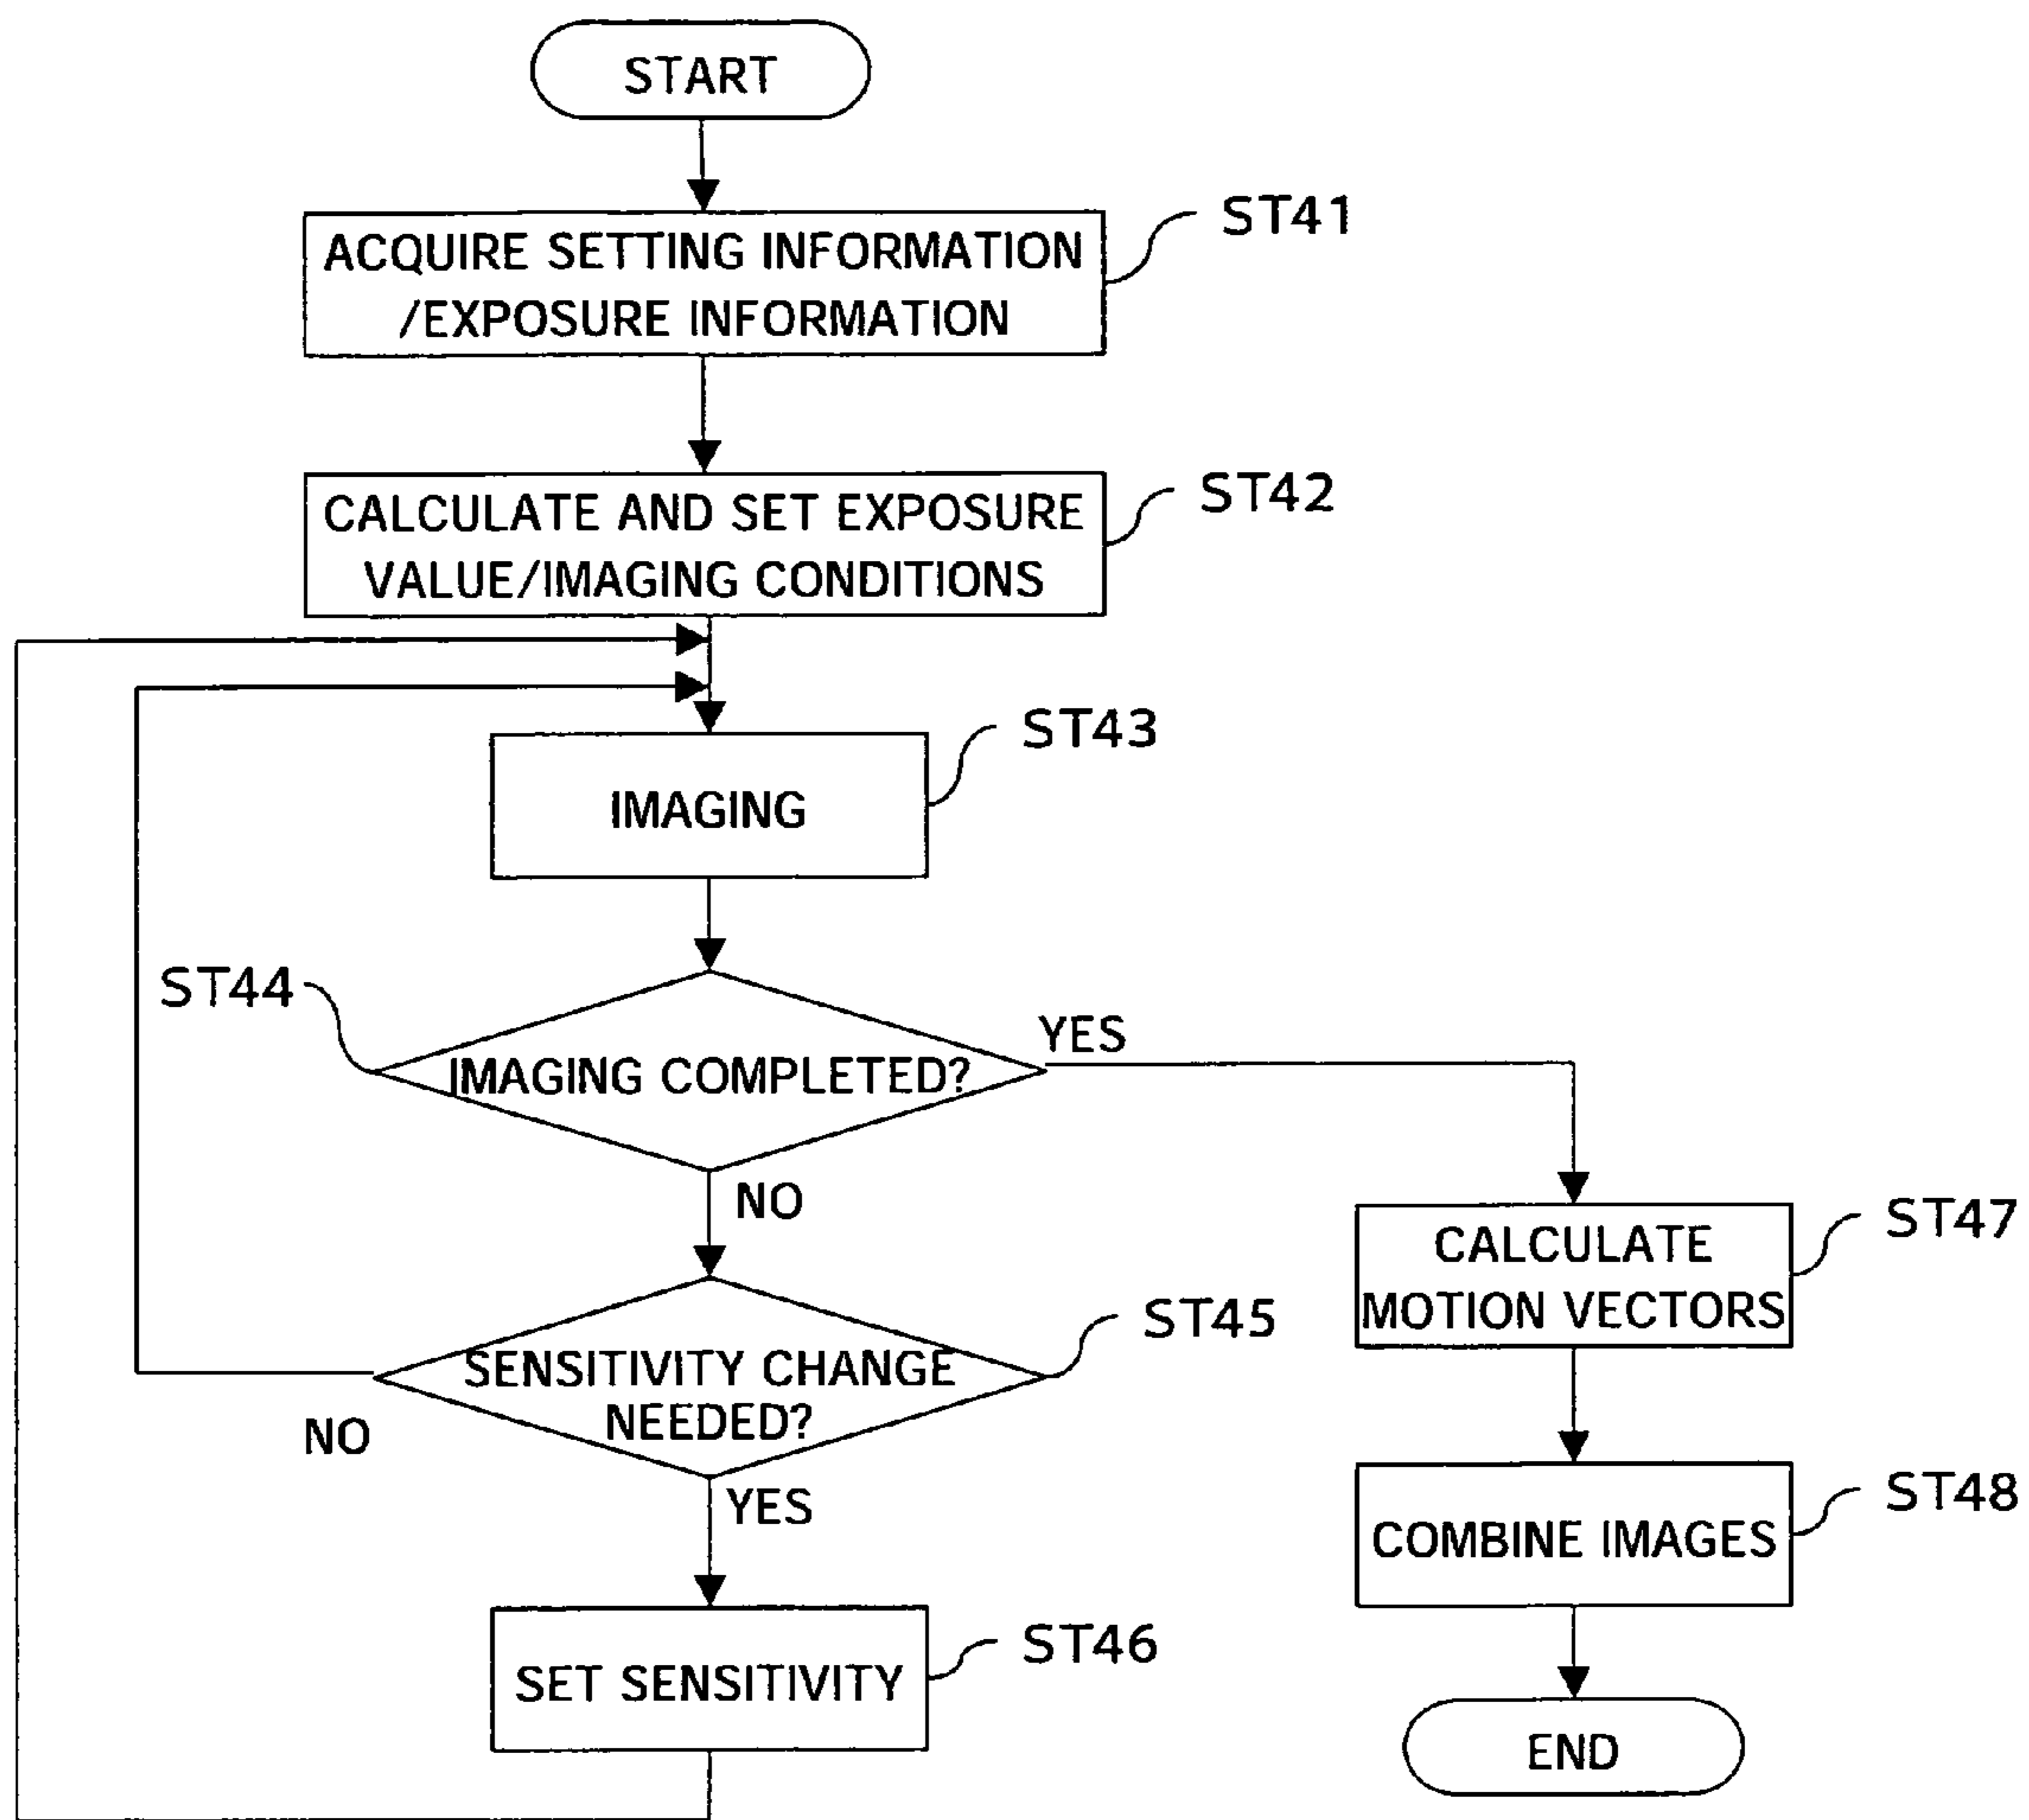 START
ACQUIRE SETTING INFORMATION
/EXPOSURE INFORMATION
ST41
CALCULATE AND SET EXPOSURE
VALUE/IMAGING CONDITIONS
ST42
IMAGING
ST43
ST44
IMAGING COMPLETED?
YES
NO
SENSITIVITY CHANGE
NEEDED?
ST45
NO
YES
SET SENSITIVITY
ST46
CALCULATE
MOTION VECTORS
ST47
COMBINE IMAGES
ST48
END